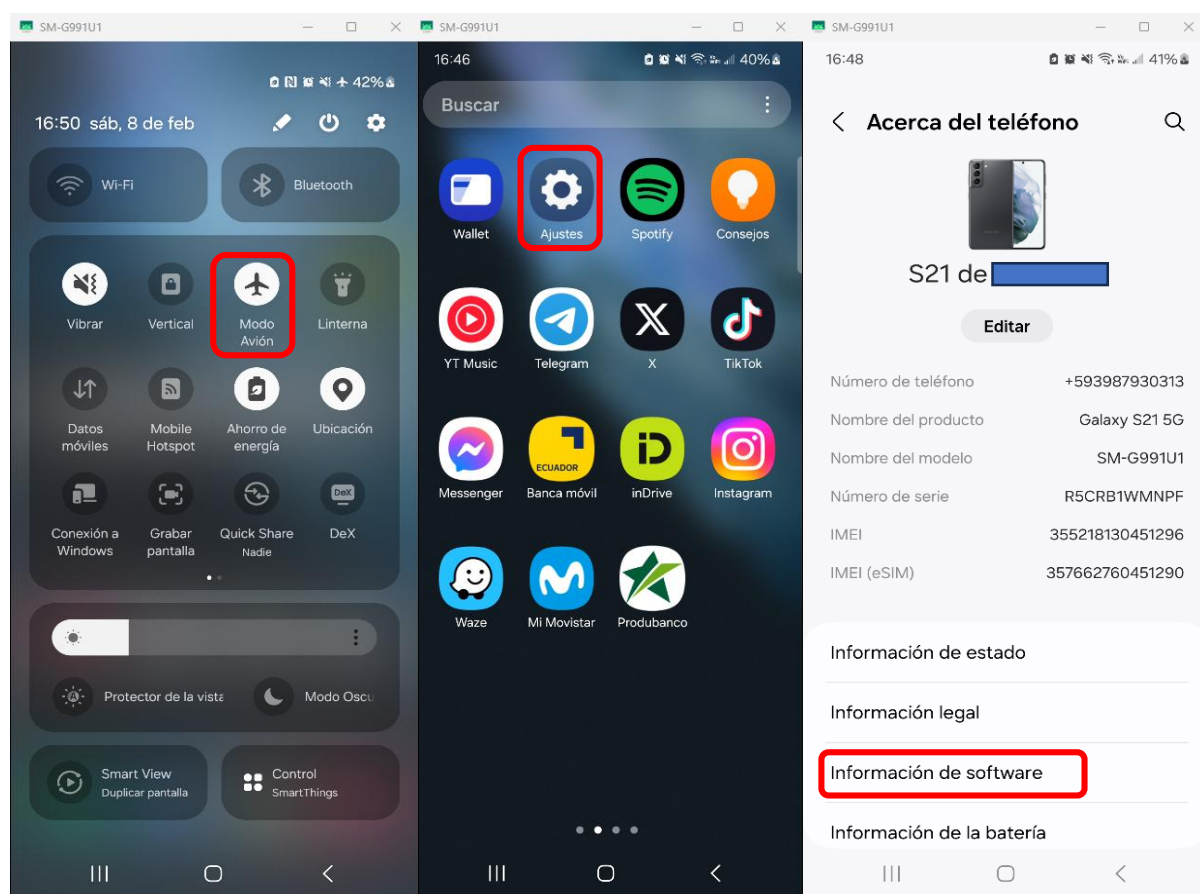 SM-G991U1
42%
16:50 sáb, 8 de feb
Wi-Fi
Bluetooth
Vibrar
Vertical
Modo
Avión
Linterna
Datos
móviles
Mobile
Hotspot
Ahorro de
energía
Ubicación
Conexión a
Windows
Grabar
pantalla
Quick Share
Nadie
DeX
DeX
Protector de la vista
Modo Oscu
Smart View
Duplicar pantalla
Control
SmartThings
SM-G991U1
16:46
40%
Buscar
Wallet
Ajustes
Spotify
Consejos
YT Music
Telegram
X
TikTok
ECUADOR
Messenger
Banca móvil
inDrive
Instagram
Waze
Mi Movistar
Produbanco
SM-G991U1
16:48
41%
Acerca del teléfono
S21 de
Editar
Número de teléfono +593987930313
Nombre del producto Galaxy S21 5G
Nombre del modelo SM-G991U1
Número de serie R5CRB1WMNPF
IMEI 355218130451296
IMEI (eSIM) 357662760451290
Información de estado
Información legal
Información de software
Información de la batería